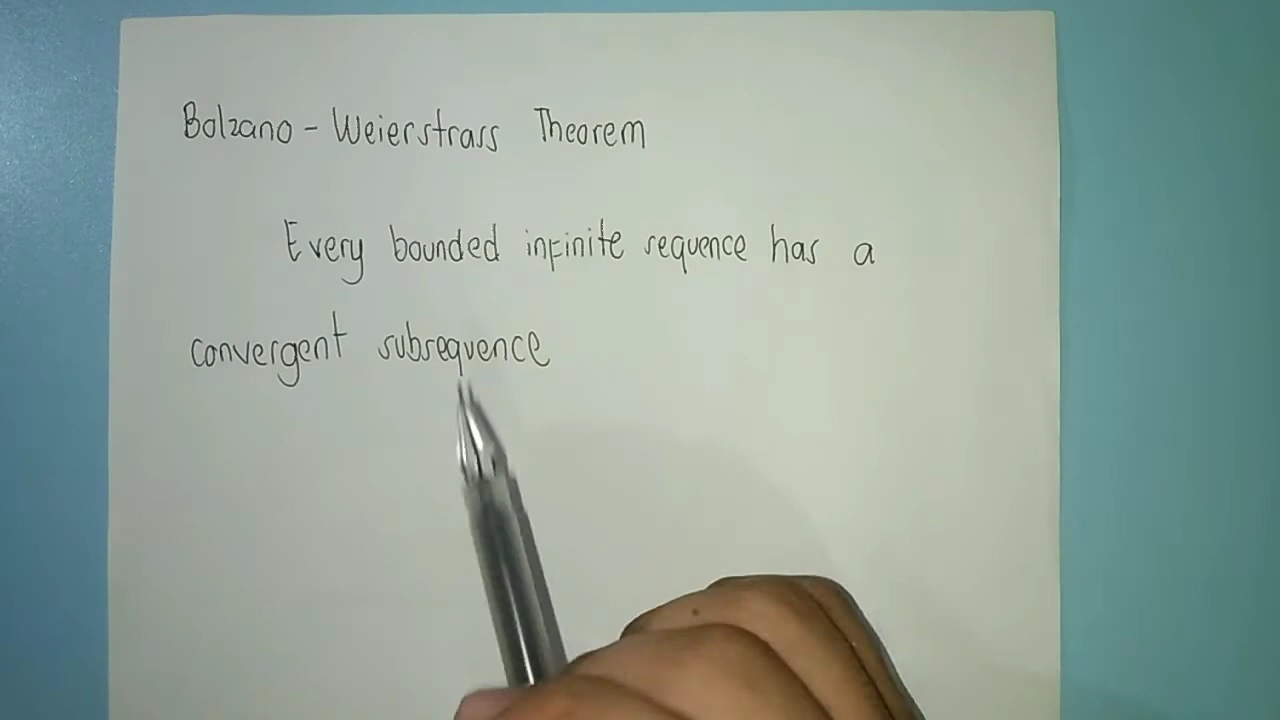 Bolzano - Weierstrass Theorem
Every bounded infinite sequence has a
convergent subsequence